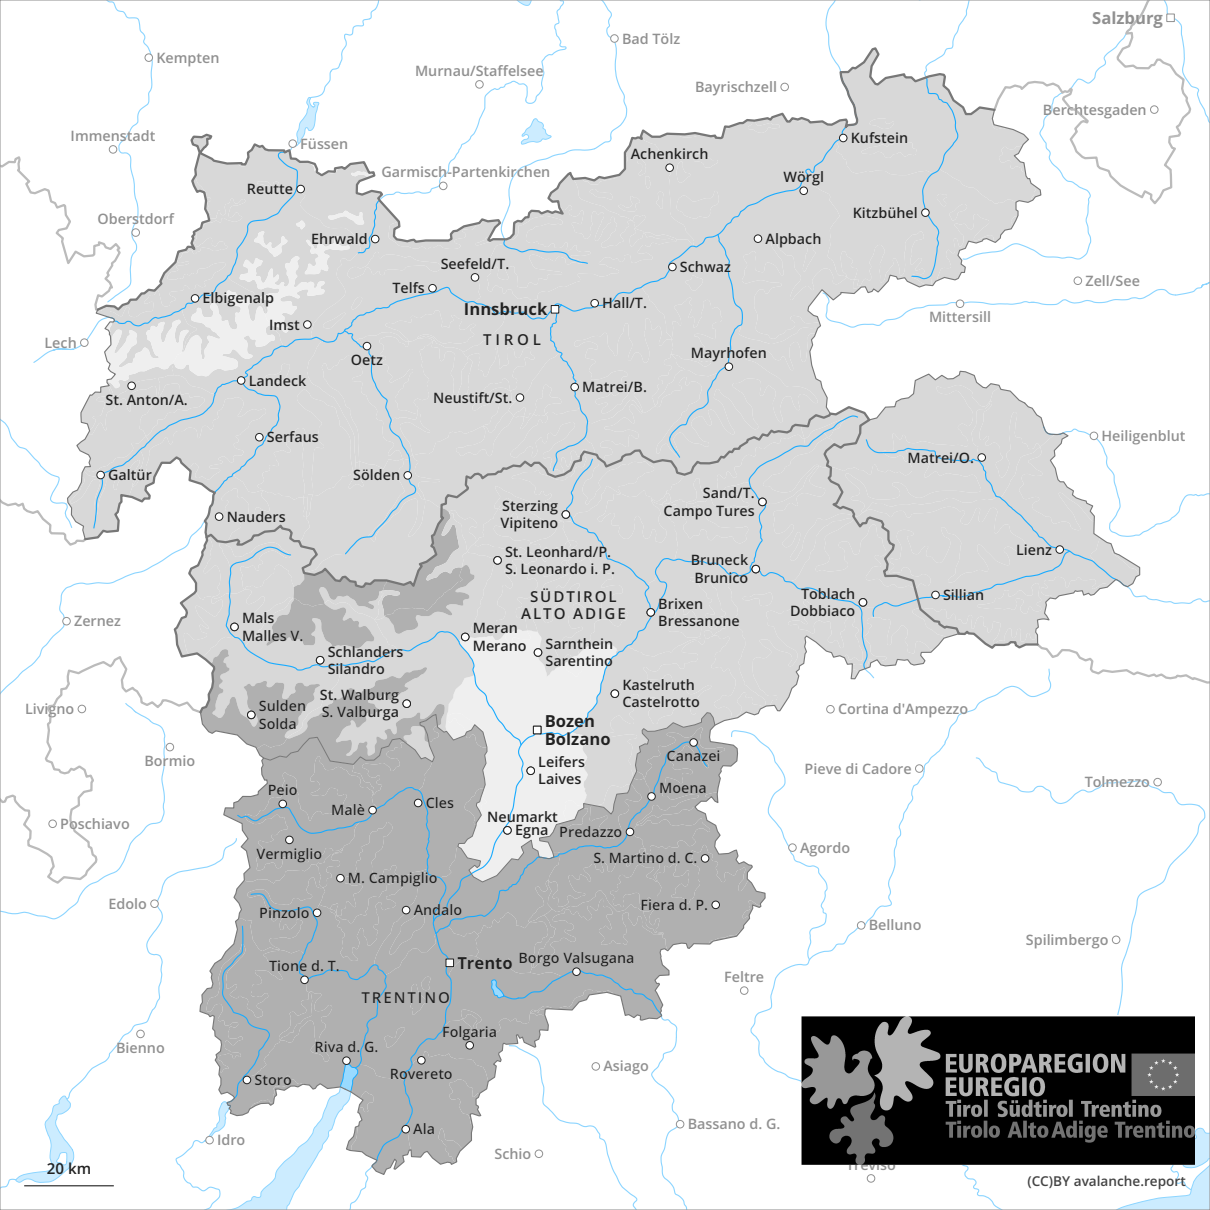 Salzburg
Bad Tölz
Kempten
Murnau/Staffelsee
Bayrischzell
Berchtesgaden
Immenstadt
Füssen
Kufstein
Achenkirch
Garmisch-Partenkirchen
Wörgl
Reutte
Oberstdorf
Kitzbühel
Ehrwald
Alpbach
Seefeld/T.
Schwaz
Telfs
Zell/See
Elbigenalp
Innsbruck
Hall/T.
Mittersill
Imst
TIROL
Lech
Oetz
Mayrhofen
Landeck
Matrei/B.
St. Anton/A.
Neustift/St.
Serfaus
Heiligenblut
Matrei/O.
Galtür
Sölden
Sand/T.
Campo Tures
Sterzing
Vipiteno
Nauders
St. Leonhard/P.
S. Leonardo i. P.
Lienz
Bruneck
Brunico
SÜDTIROL
ALTO ADIGE
Toblach
Dobbiaco
Sillian
Brixen
Bressanone
Zernez
Mals
Malles V.
Meran
Merano
Sarnthein
Sarentino
Schlanders
Silandro
Kastelruth
Castelrotto
St. Walburg
S. Valburga
Livigno
Sulden
Solda
Cortina d'Ampezzo
Bozen
Bolzano
Bormio
Canazei
Leifers
Laives
Pieve di Cadore
Tolmezzo
Peio
Moena
Malè
Cles
Neumarkt
Egna
Poschiavo
Predazzo
Vermiglio
S. Martino d. C.
Agordo
M. Campiglio
Edolo
Pinzolo
Andalo
Fiera d. P.
Belluno
Spilimbergo
Trento
Borgo Valsugana
Tione d. T.
Feltre
TRENTINO
Folgaria
Bienno
Riva d. G.
Rovereto
Asiago
Storo
EUROPAREGION
EUREGIO
Tirol Südtirol Trentino
Tirolo Alto Adige Trentino
Ala
Bassano d. G.
Idro
Schio
Treviso
20 km
(CC)BY avalanche.report